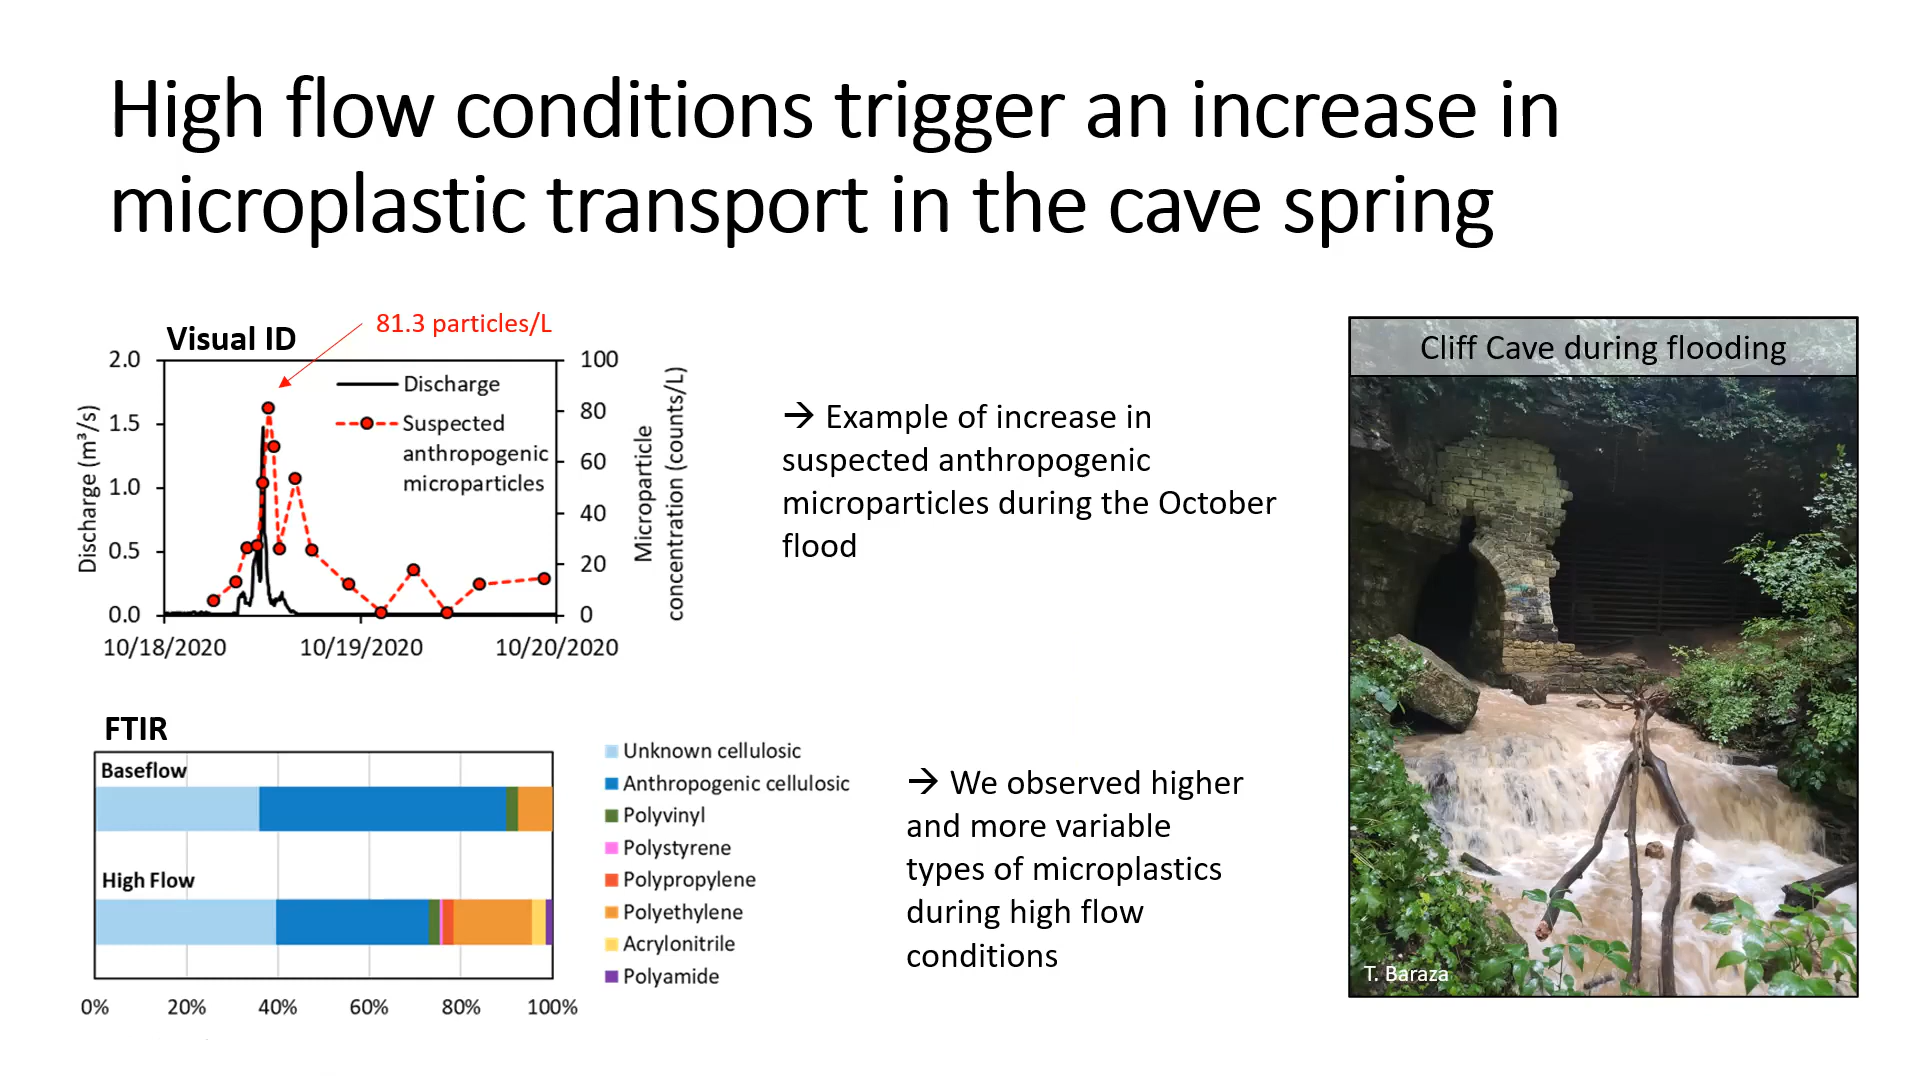 High flow conditions trigger an increase in
microplastic transport in the cave spring
Visual ID
81.3 particles/L
2.0
1.5
1.0
0.5
0.0
Discharge (m³/s)
Discharge
Suspected
anthropogenic
microparticles
100
80
60
40
20
0
Microparticle
concentration (counts/L)
10/18/2020
10/19/2020
10/20/2020
→ Example of increase in
suspected anthropogenic
microparticles during the October
flood
FTIR
Baseflow
High Flow
0%
20%
40%
60%
80%
100%
Unknown cellulosic
Anthropogenic cellulosic
Polyvinyl
Polystyrene
Polypropylene
Polyethylene
Acrylonitrile
Polyamide
→ We observed higher
and more variable
types of microplastics
during high flow
conditions
Cliff Cave during flooding
T. Baraza